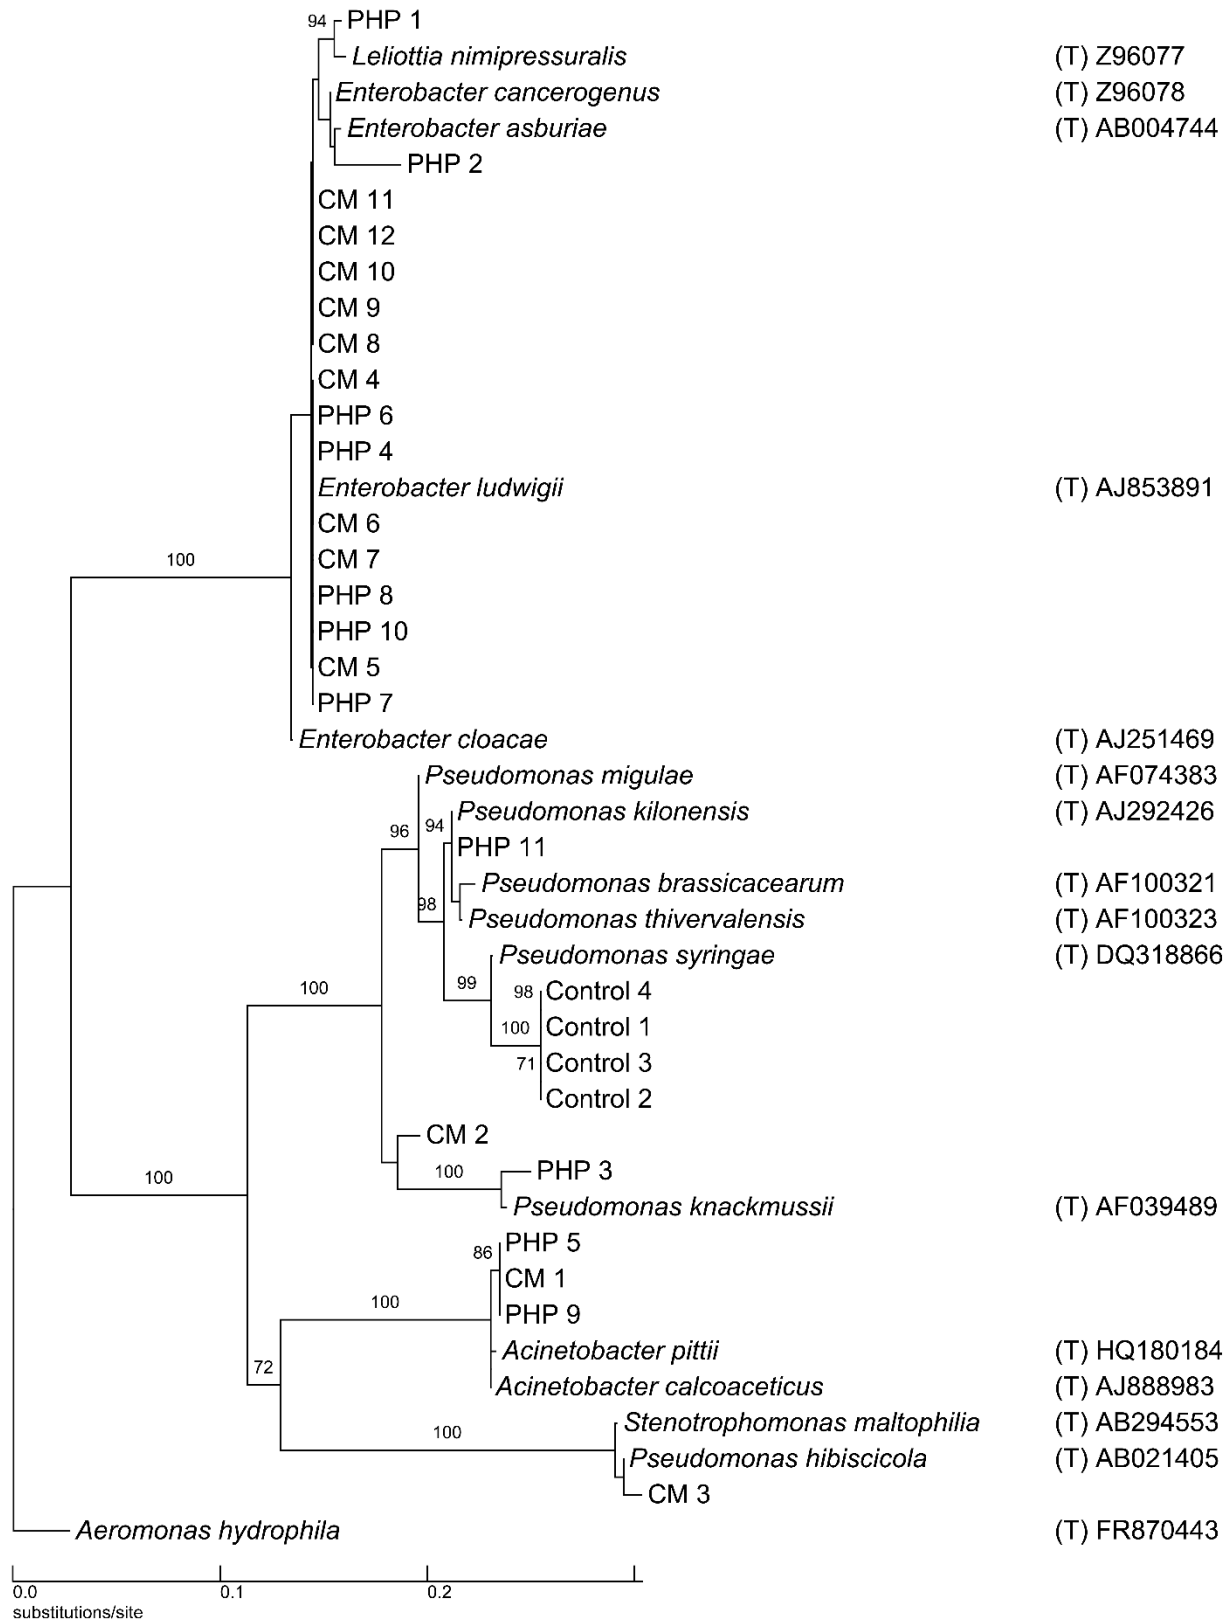 94 PHP 1
Leliottia nimipressuralis (T) Z96077
Enterobacter cancerogenus (T) Z96078
Enterobacter asburiae (T) AB004744
PHP 2
CM 11
CM 12
CM 10
CM 9
CM 8
CM 4
PHP 6
PHP 4
Enterobacter ludwigii (T) AJ853891
CM 6
CM 7
100
PHP 8
PHP 10
CM 5
PHP 7
Enterobacter cloacae (T) AJ251469
Pseudomonas migulae (T) AF074383
Pseudomonas kilonensis (T) AJ292426
96 94
PHP 11
Pseudomonas brassicacearum (T) AF100321
98
Pseudomonas thivervalensis (T) AF100323
Pseudomonas syringae (T) DQ318866
100 99 98 Control 4
100 Control 1
71 Control 3
Control 2
CM 2
100 100 PHP 3
Pseudomonas knackmussii (T) AF039489
86 PHP 5
CM 1
100 PHP 9
Acinetobacter pittii (T) HQ180184
72
Acinetobacter calcoaceticus (T) AJ888983
Stenotrophomonas maltophilia (T) AB294553
100
Pseudomonas hibiscicola (T) AB021405
CM 3
Aeromonas hydrophila (T) FR870443
0.0 0.1 0.2
substitutions/site